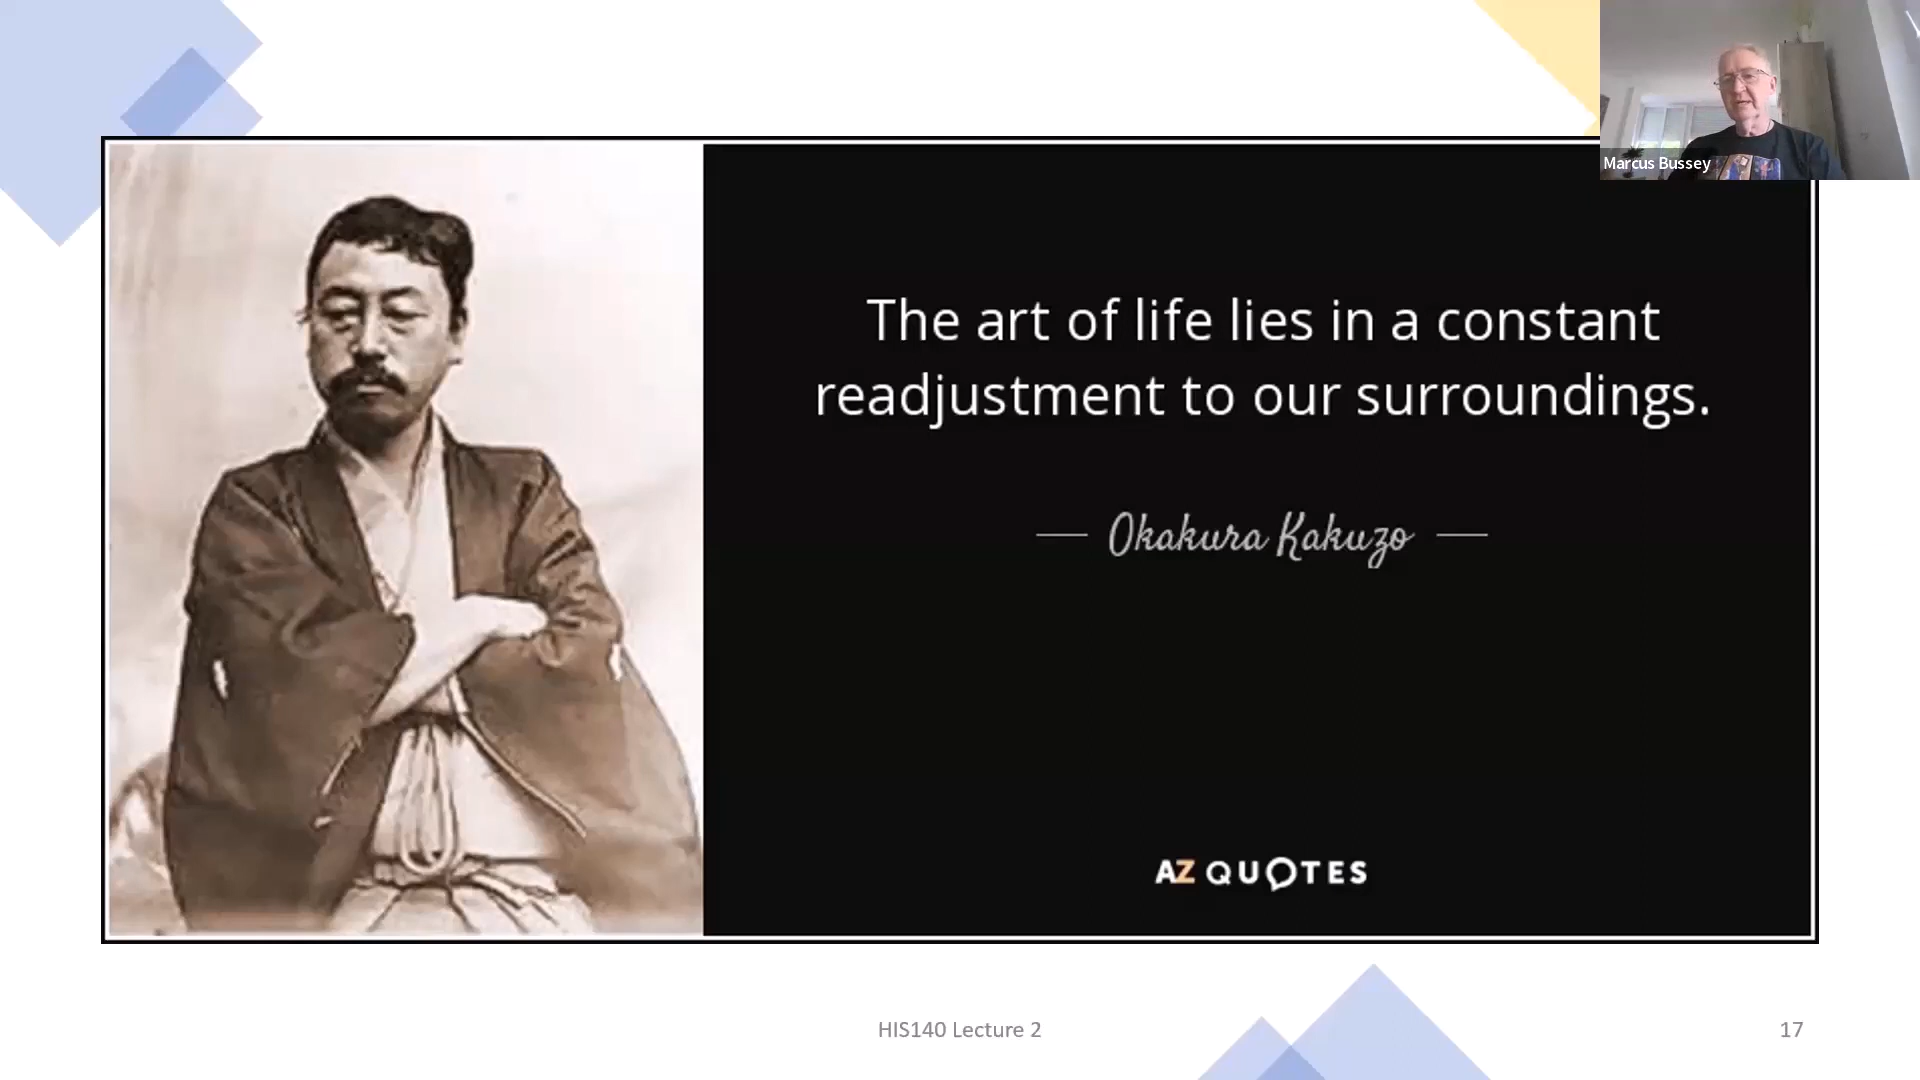 Marcus Bussey
The art of life lies in a constant
readjustment to our surroundings.
Okakura Kakuzo
AZ QUOTES
HIS140 Lecture 2
17